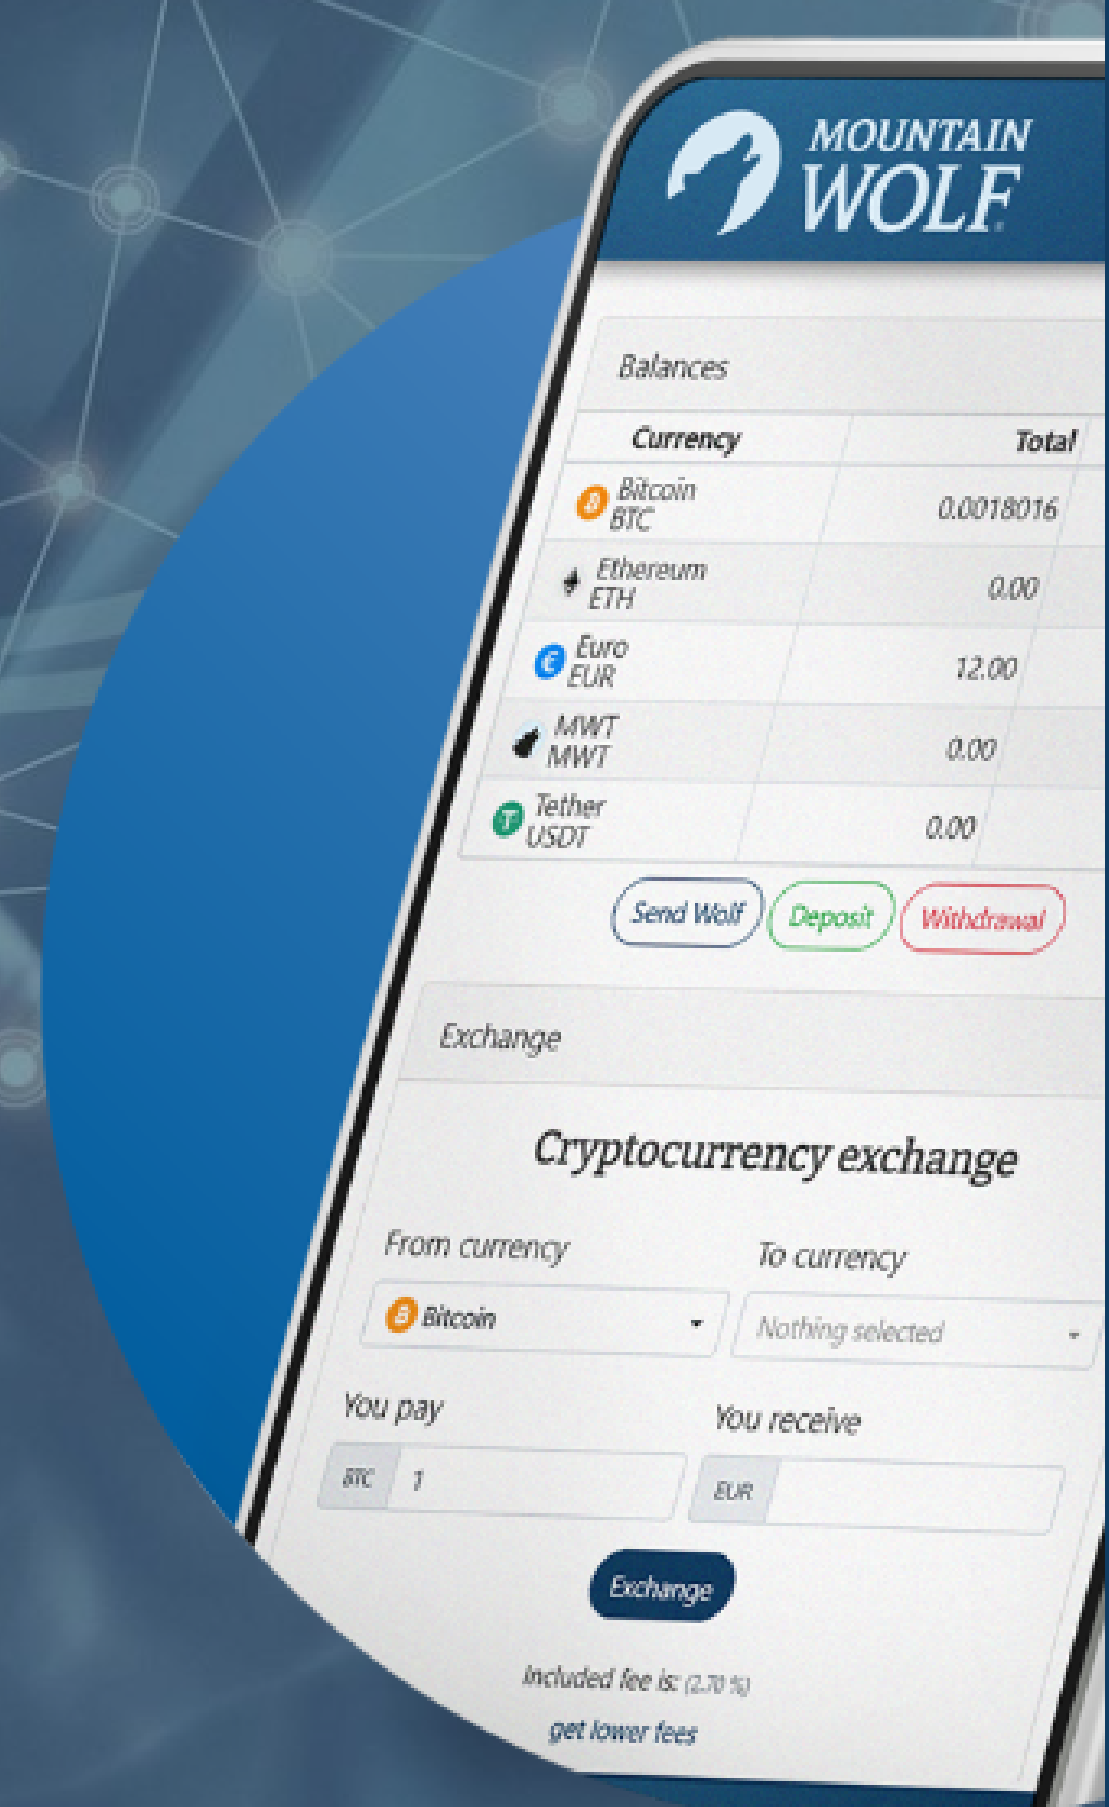 MOUNTAIN
WOLF
Balances
Currency Total
Bitcoin
BTC 0.0018016
Ethereum
ETH 0.00
Euro
EUR 12.00
MWT
MWT 0.00
Tether
USDT 0.00
Send Wolf Deposit Withdrawal
Exchange
Cryptocurrency exchange
From currency To currency
Bitcoin Nothing selected
You pay You receive
BTC 1 EUR
Exchange
Included fee is: (2.70 %)
get lower fees